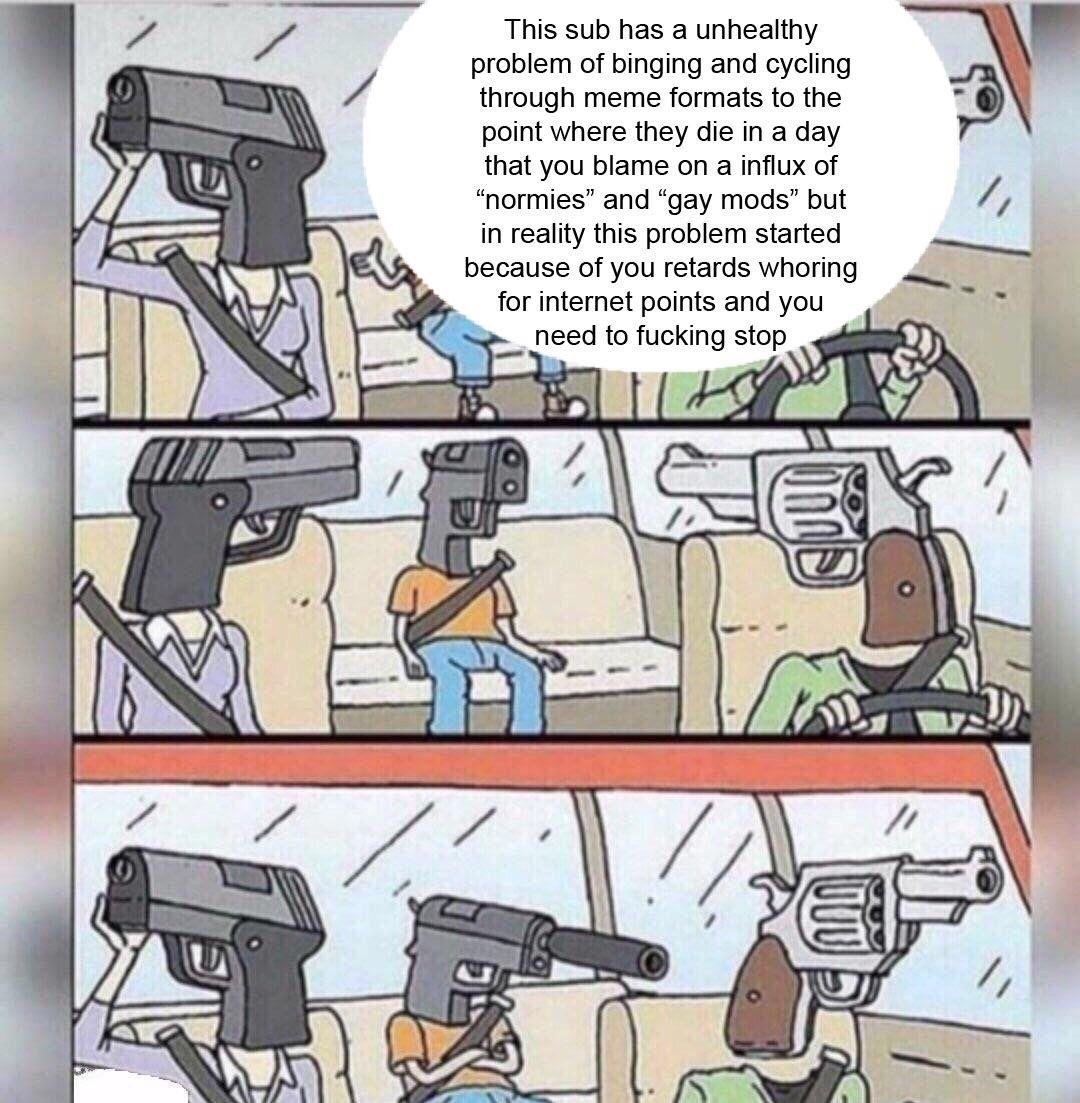 This sub has a unhealthy
problem of binging and cycling
through meme formats to the
point where they die in a day
that you blame on a influx of
“normies” and “gay mods” but
in reality this problem started
because of you retards whoring
for internet points and you
need to fucking stop